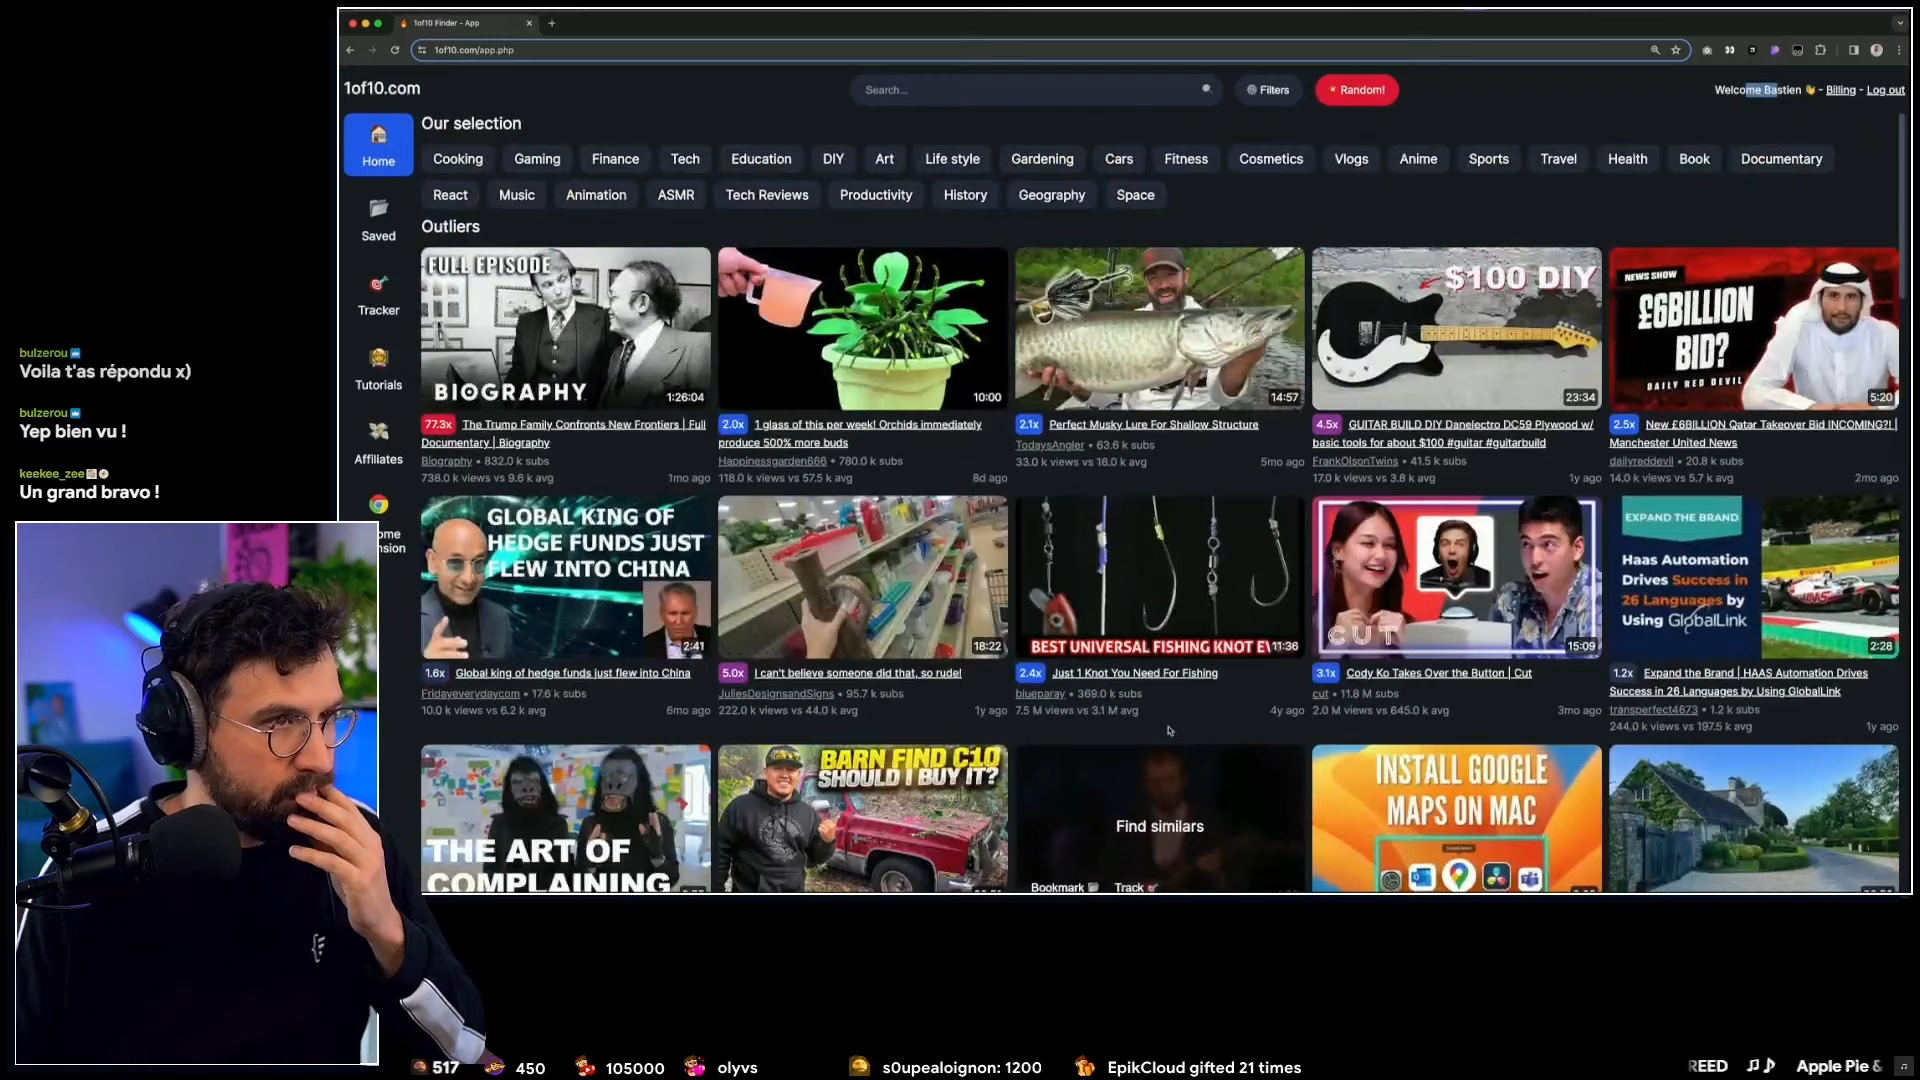 1of10 Finder - App
1of10.com/app.php
1of10.com
Search...
Filters
Random!
Welcome Bastien 👋 - Billing - Log out
Home
Saved
Tracker
Tutorials
Affiliates
ome
nsion
Our selection
Cooking
Gaming
Finance
Tech
Education
DIY
Art
Life style
Gardening
Cars
Fitness
Cosmetics
Vlogs
Anime
Sports
Travel
Health
Book
Documentary
React
Music
Animation
ASMR
Tech Reviews
Productivity
History
Geography
Space
Outliers
FULL EPISODE
BIOGRAPHY
1:26:04
77.3x The Trump Family Confronts New Frontiers | Full
Documentary | Biography
Biography • 832.0 k subs
738.0 k views vs 9.6 k avg 1mo ago
10:00
2.0x 1 glass of this per week! Orchids immediately
produce 500% more buds
Happinessgarden666 • 780.0 k subs
118.0 k views vs 57.5 k avg 8d ago
14:57
2.1x Perfect Musky Lure For Shallow Structure
TodaysAngler • 63.6 k subs
33.0 k views vs 16.0 k avg 5mo ago
$100 DIY
23:34
4.5x GUITAR BUILD DIY Danelectro DC59 Plywood w/
basic tools for about $100 #guitar #guitarbuild
FrankOlsonTwins • 41.5 k subs
17.0 k views vs 3.8 k avg 1y ago
NEWS SHOW
£6BILLION
BID?
DAILY RED DEVIL
5:20
2.5x New £6BILLION Qatar Takeover Bid INCOMING?! |
Manchester United News
dailyreddevil • 20.8 k subs
14.0 k views vs 5.7 k avg 2mo ago
GLOBAL KING OF
HEDGE FUNDS JUST
FLEW INTO CHINA
2:41
1.6x Global king of hedge funds just flew into China
Fridayeverydaycom • 17.6 k subs
10.0 k views vs 6.2 k avg 6mo ago
18:22
5.0x I can't believe someone did that, so rude!
JuliesDesignsandSigns • 95.7 k subs
222.0 k views vs 44.0 k avg 1y ago
BEST UNIVERSAL FISHING KNOT EV
11:36
2.4x Just 1 Knot You Need For Fishing
blueparay • 369.0 k subs
7.5 M views vs 3.1 M avg 4y ago
CUT
15:09
3.1x Cody Ko Takes Over the Button | Cut
cut • 11.8 M subs
2.0 M views vs 645.0 k avg 3mo ago
EXPAND THE BRAND
Haas Automation
Drives Success in
26 Languages by
Using GlobalLink
2:28
1.2x Expand the Brand | HAAS Automation Drives
Success in 26 Languages by Using GlobalLink
transperfect4673 • 1.2 k subs
244.0 k views vs 197.5 k avg 1y ago
THE ART OF
COMPLAINING
BARN FIND C10
SHOULD I BUY IT?
Find similars
Bookmark
Track
INSTALL GOOGLE
MAPS ON MAC
bulzerou
Voila t'as répondu x)
bulzerou
Yep bien vu !
keekee_zee
Un grand bravo !
517
450
105000
olyvs
s0upealoignon: 1200
EpikCloud gifted 21 times
REED
Apple Pie &